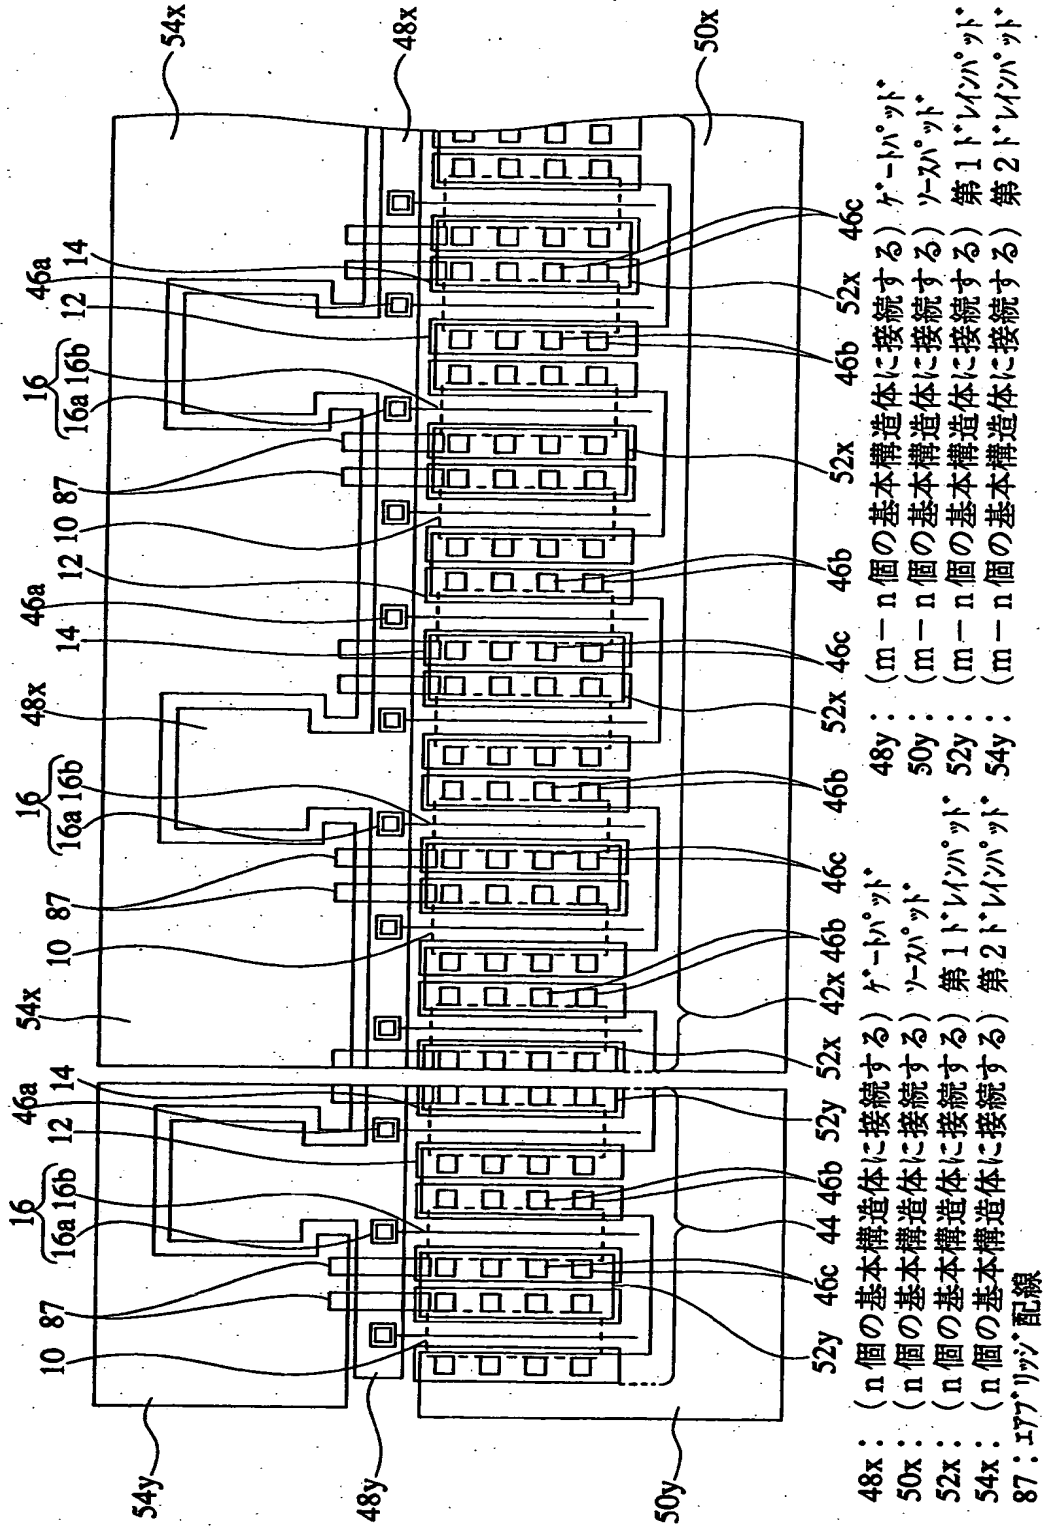 16
16a 16b
46a
54x
16
16a 16b
48x
46a
16
16a 16b
46a
10
87
12
14
10
87
14
12
10
87
12
14
54x
48x
50x
54y
48y
50y
52y
46c
44
46b
52y
52x
42x
46b
46c
46b
52x
46c
46b
52x
46b
52x
46c
48x : (n個の基本構造体に接続する) ゲートパッド
50x : (n個の基本構造体に接続する) ソースパッド
52x : (n個の基本構造体に接続する) 第1ドレインパッド
54x : (n個の基本構造体に接続する) 第2ドレインパッド
87 : エアブリッジ配線
48y : (m－n個の基本構造体に接続する) ゲートパッド
50y : (m－n個の基本構造体に接続する) ソースパッド
52y : (m－n個の基本構造体に接続する) 第1ドレインパッド
54y : (m－n個の基本構造体に接続する) 第2ドレインパッド